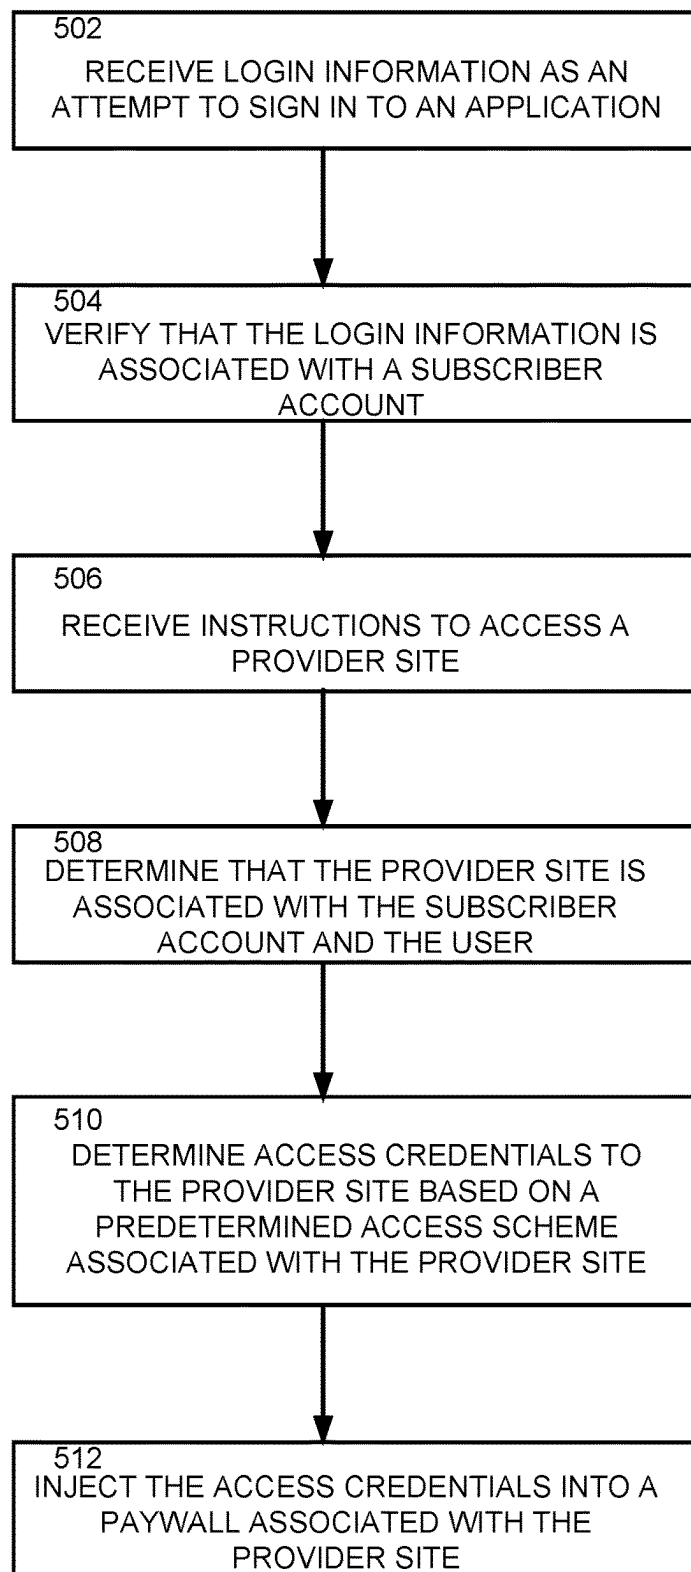 502
RECEIVE LOGIN INFORMATION AS AN
ATTEMPT TO SIGN IN TO AN APPLICATION
504
VERIFY THAT THE LOGIN INFORMATION IS
ASSOCIATED WITH A SUBSCRIBER
ACCOUNT
506
RECEIVE INSTRUCTIONS TO ACCESS A
PROVIDER SITE
508
DETERMINE THAT THE PROVIDER SITE IS
ASSOCIATED WITH THE SUBSCRIBER
ACCOUNT AND THE USER
510
DETERMINE ACCESS CREDENTIALS TO
THE PROVIDER SITE BASED ON A
PREDETERMINED ACCESS SCHEME
ASSOCIATED WITH THE PROVIDER SITE
512
INJECT THE ACCESS CREDENTIALS INTO A
PAYWALL ASSOCIATED WITH THE
PROVIDER SITE